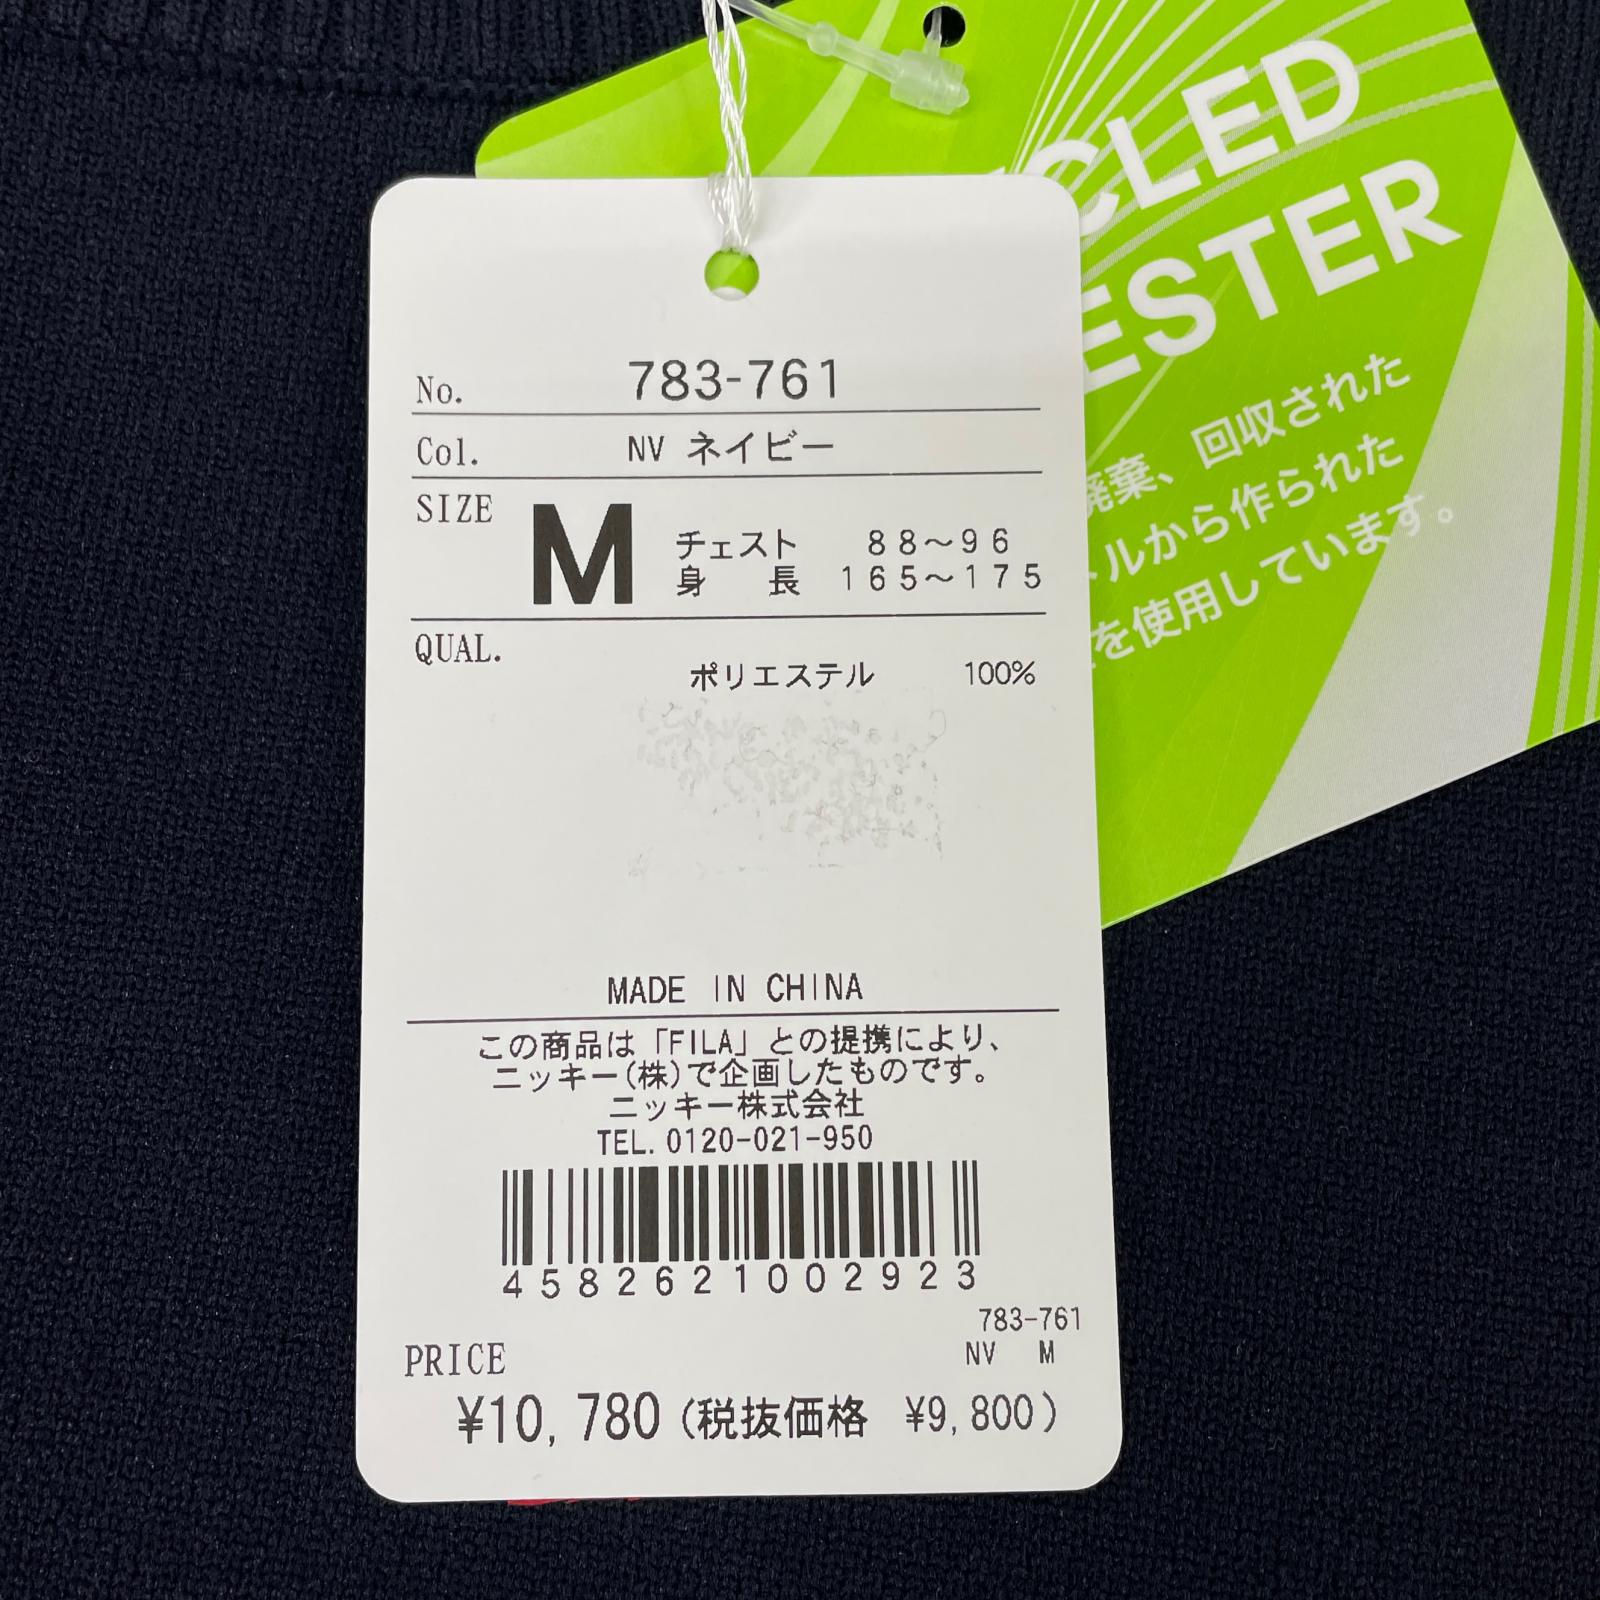 No. 783-761
Col. NV ネイビー
SIZE M チェスト 88～96
身長 165～175
QUAL.
ポリエステル 100%
MADE IN CHINA
この商品は「FILA」との提携により、
ニッキー(株)で企画したものです。
ニッキー株式会社
TEL. 0120-021-950
4582621002923
783-761
NV M
PRICE
¥10,780 (税抜価格 ¥9,800)
CLED
ESTER
廃棄、回収された
ルから作られた
を使用しています。